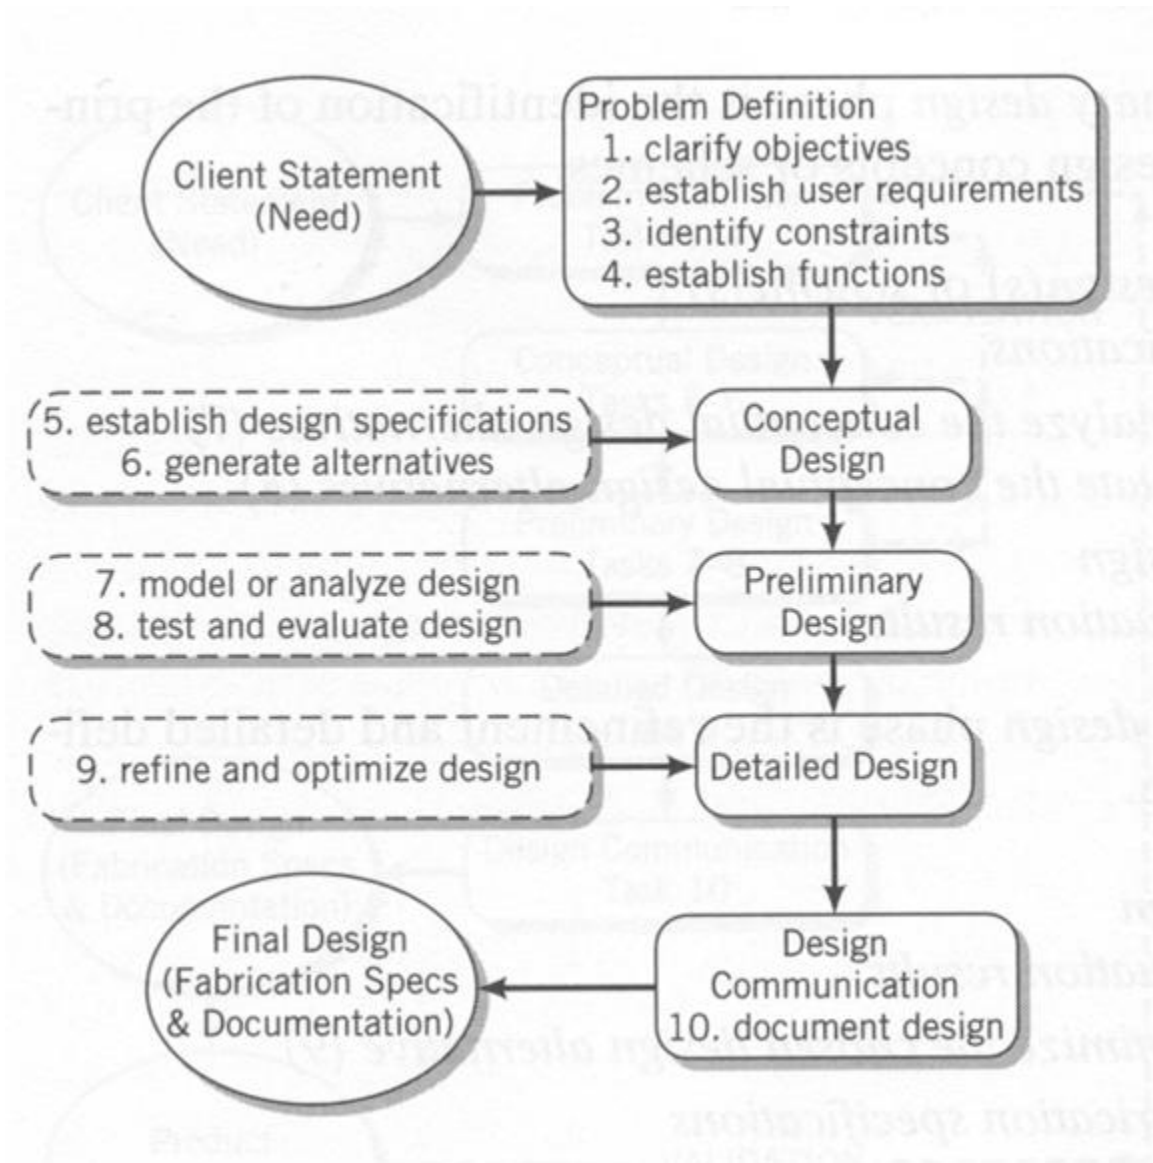 Client Statement
(Need)
Problem Definition
1. clarify objectives
2. establish user requirements
3. identify constraints
4. establish functions
5. establish design specifications
6. generate alternatives
Conceptual
Design
7. model or analyze design
8. test and evaluate design
Preliminary
Design
9. refine and optimize design
Detailed Design
Design
Communication
10. document design
Final Design
(Fabrication Specs
& Documentation)